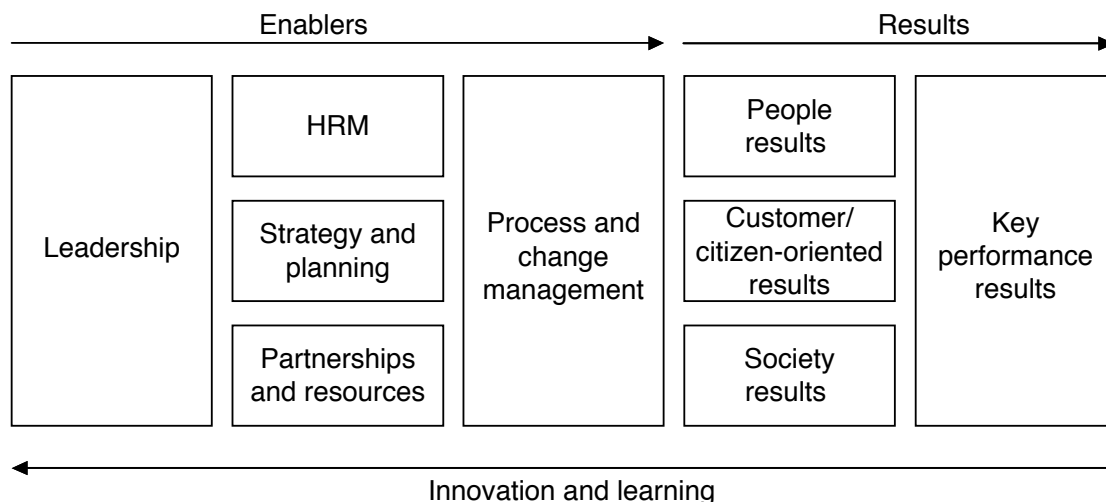 Enablers
Results
Leadership
HRM
Strategy and
planning
Partnerships
and resources
Process and
change
management
People
results
Customer/
citizen-oriented
results
Society
results
Key
performance
results
Innovation and learning